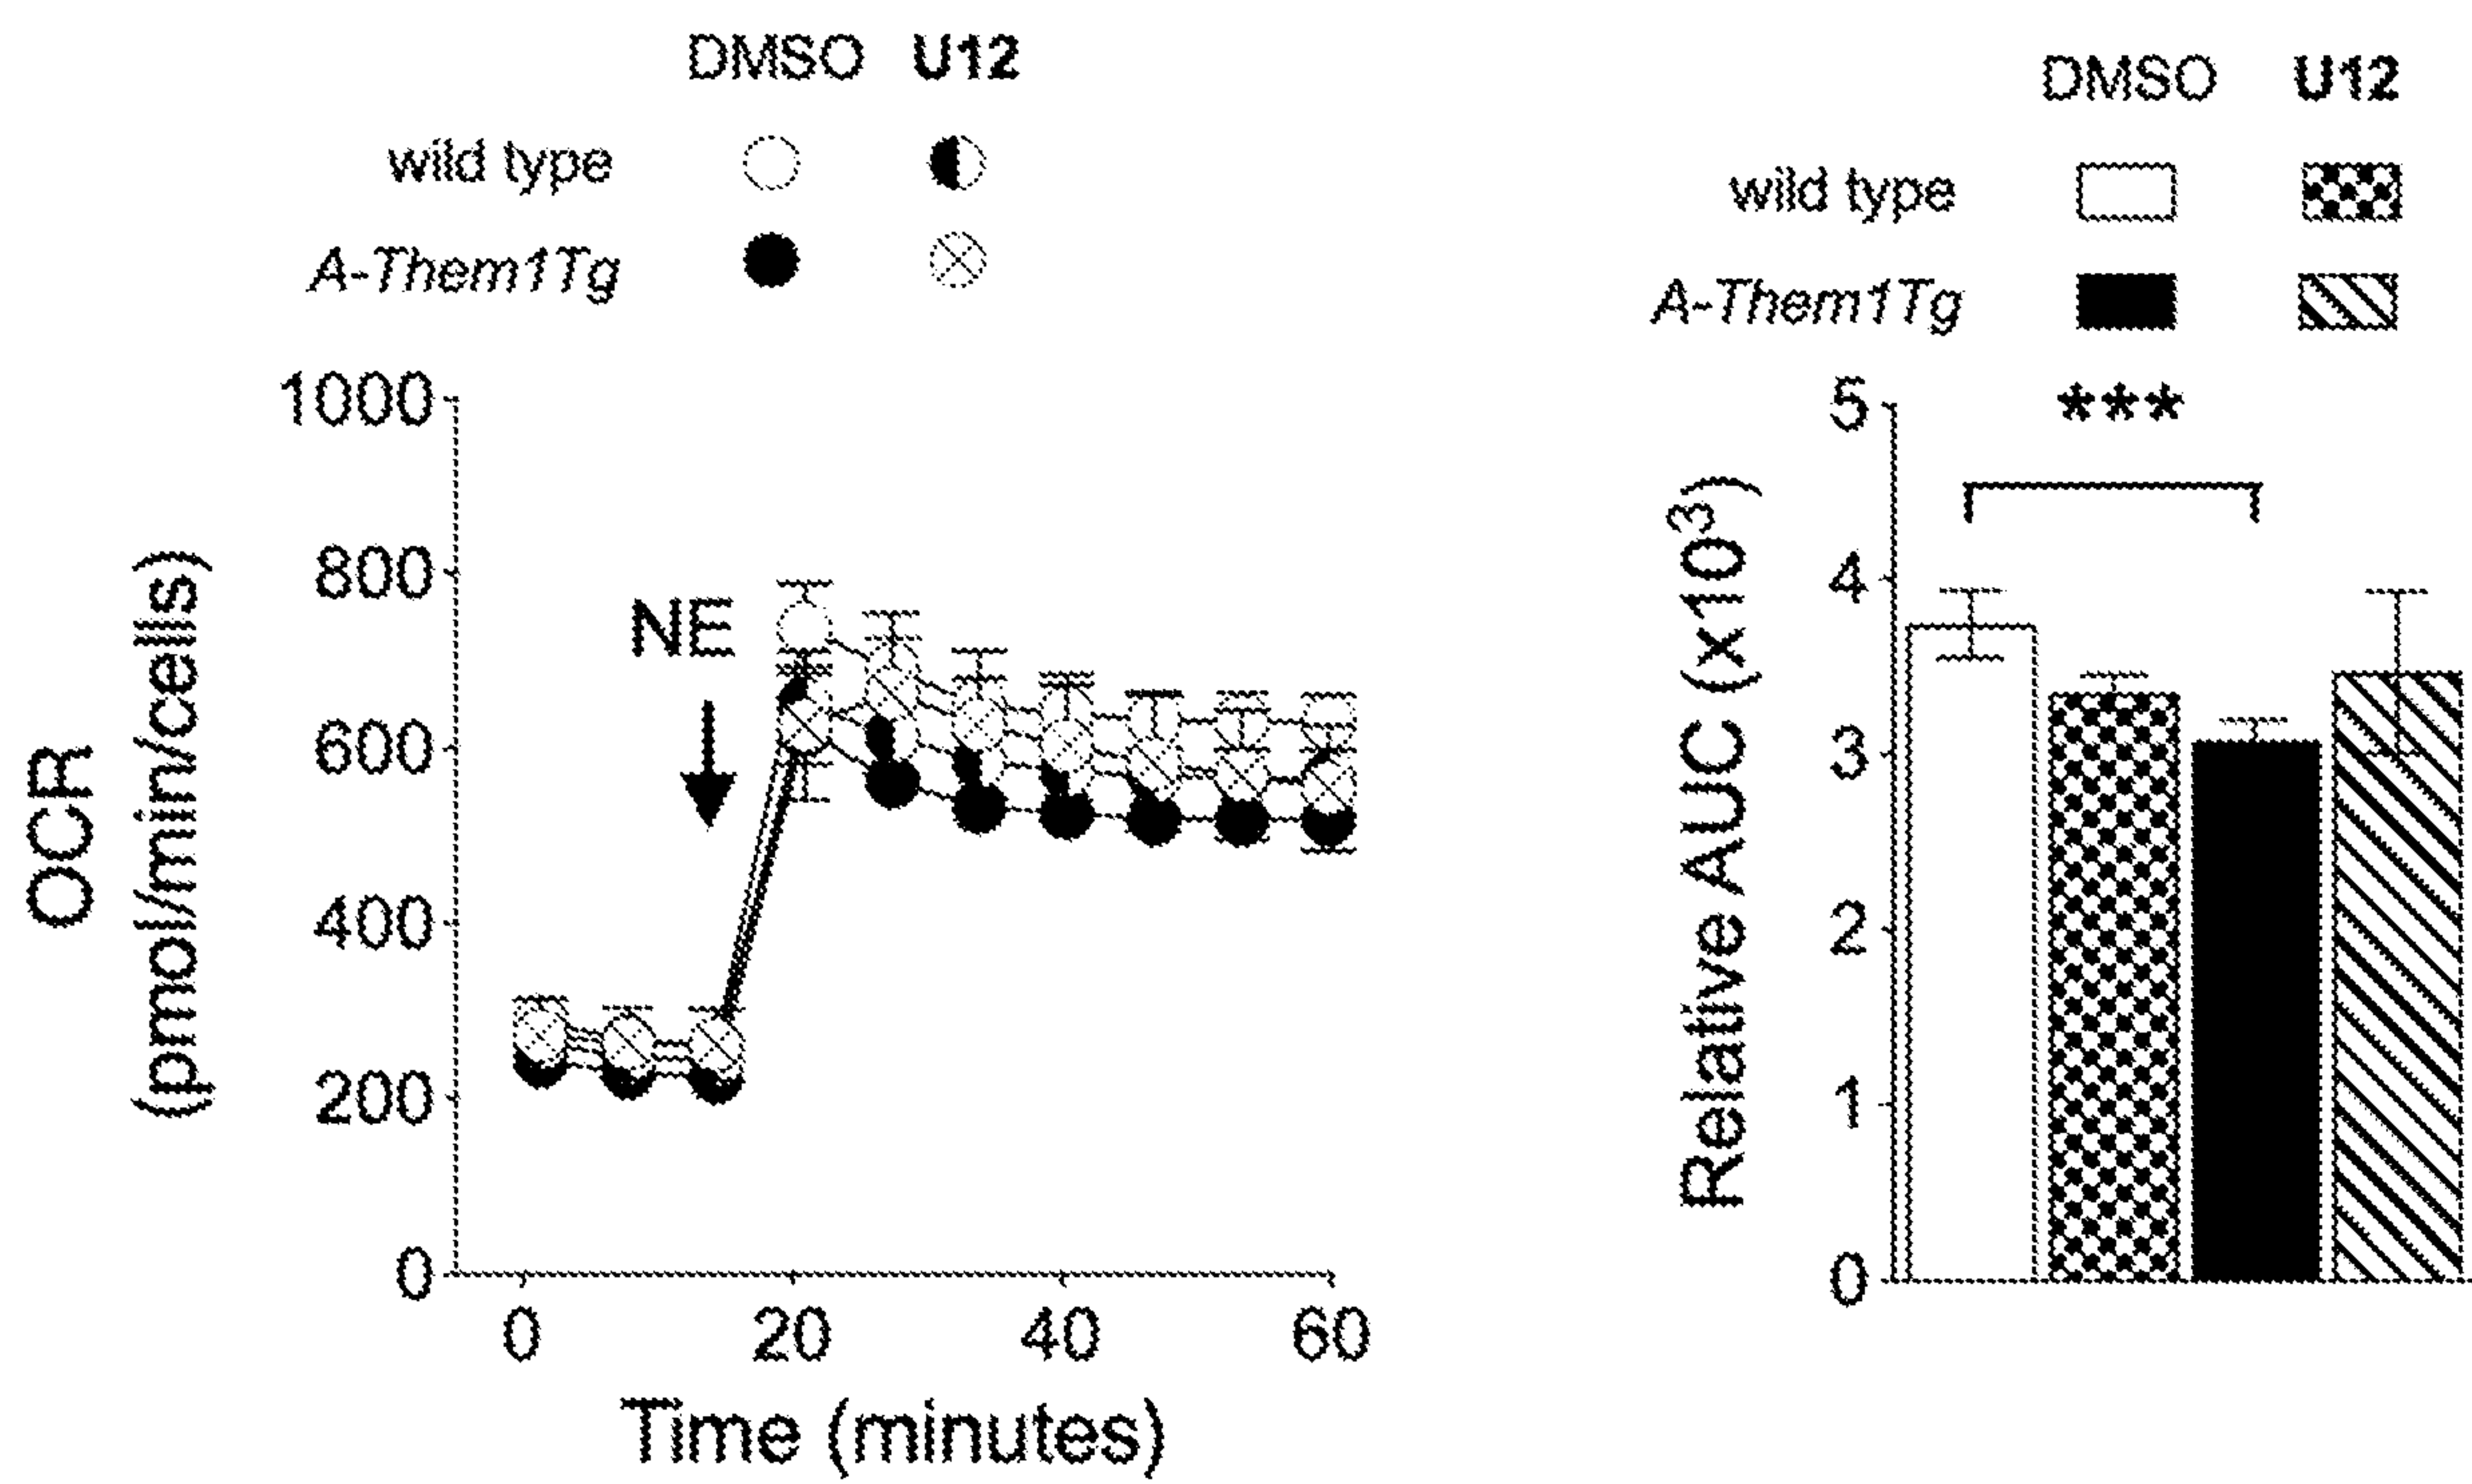 DMSO U12
wild type
A-Them1Tg
1000
800
600
400
200
0
OCR
(pmol/min/cells)
NE
0 20 40 60
Time (minutes)
DMSO U12
wild type
A-Them1Tg
5
4
3
2
1
0
Relative AUC (x10³)
***